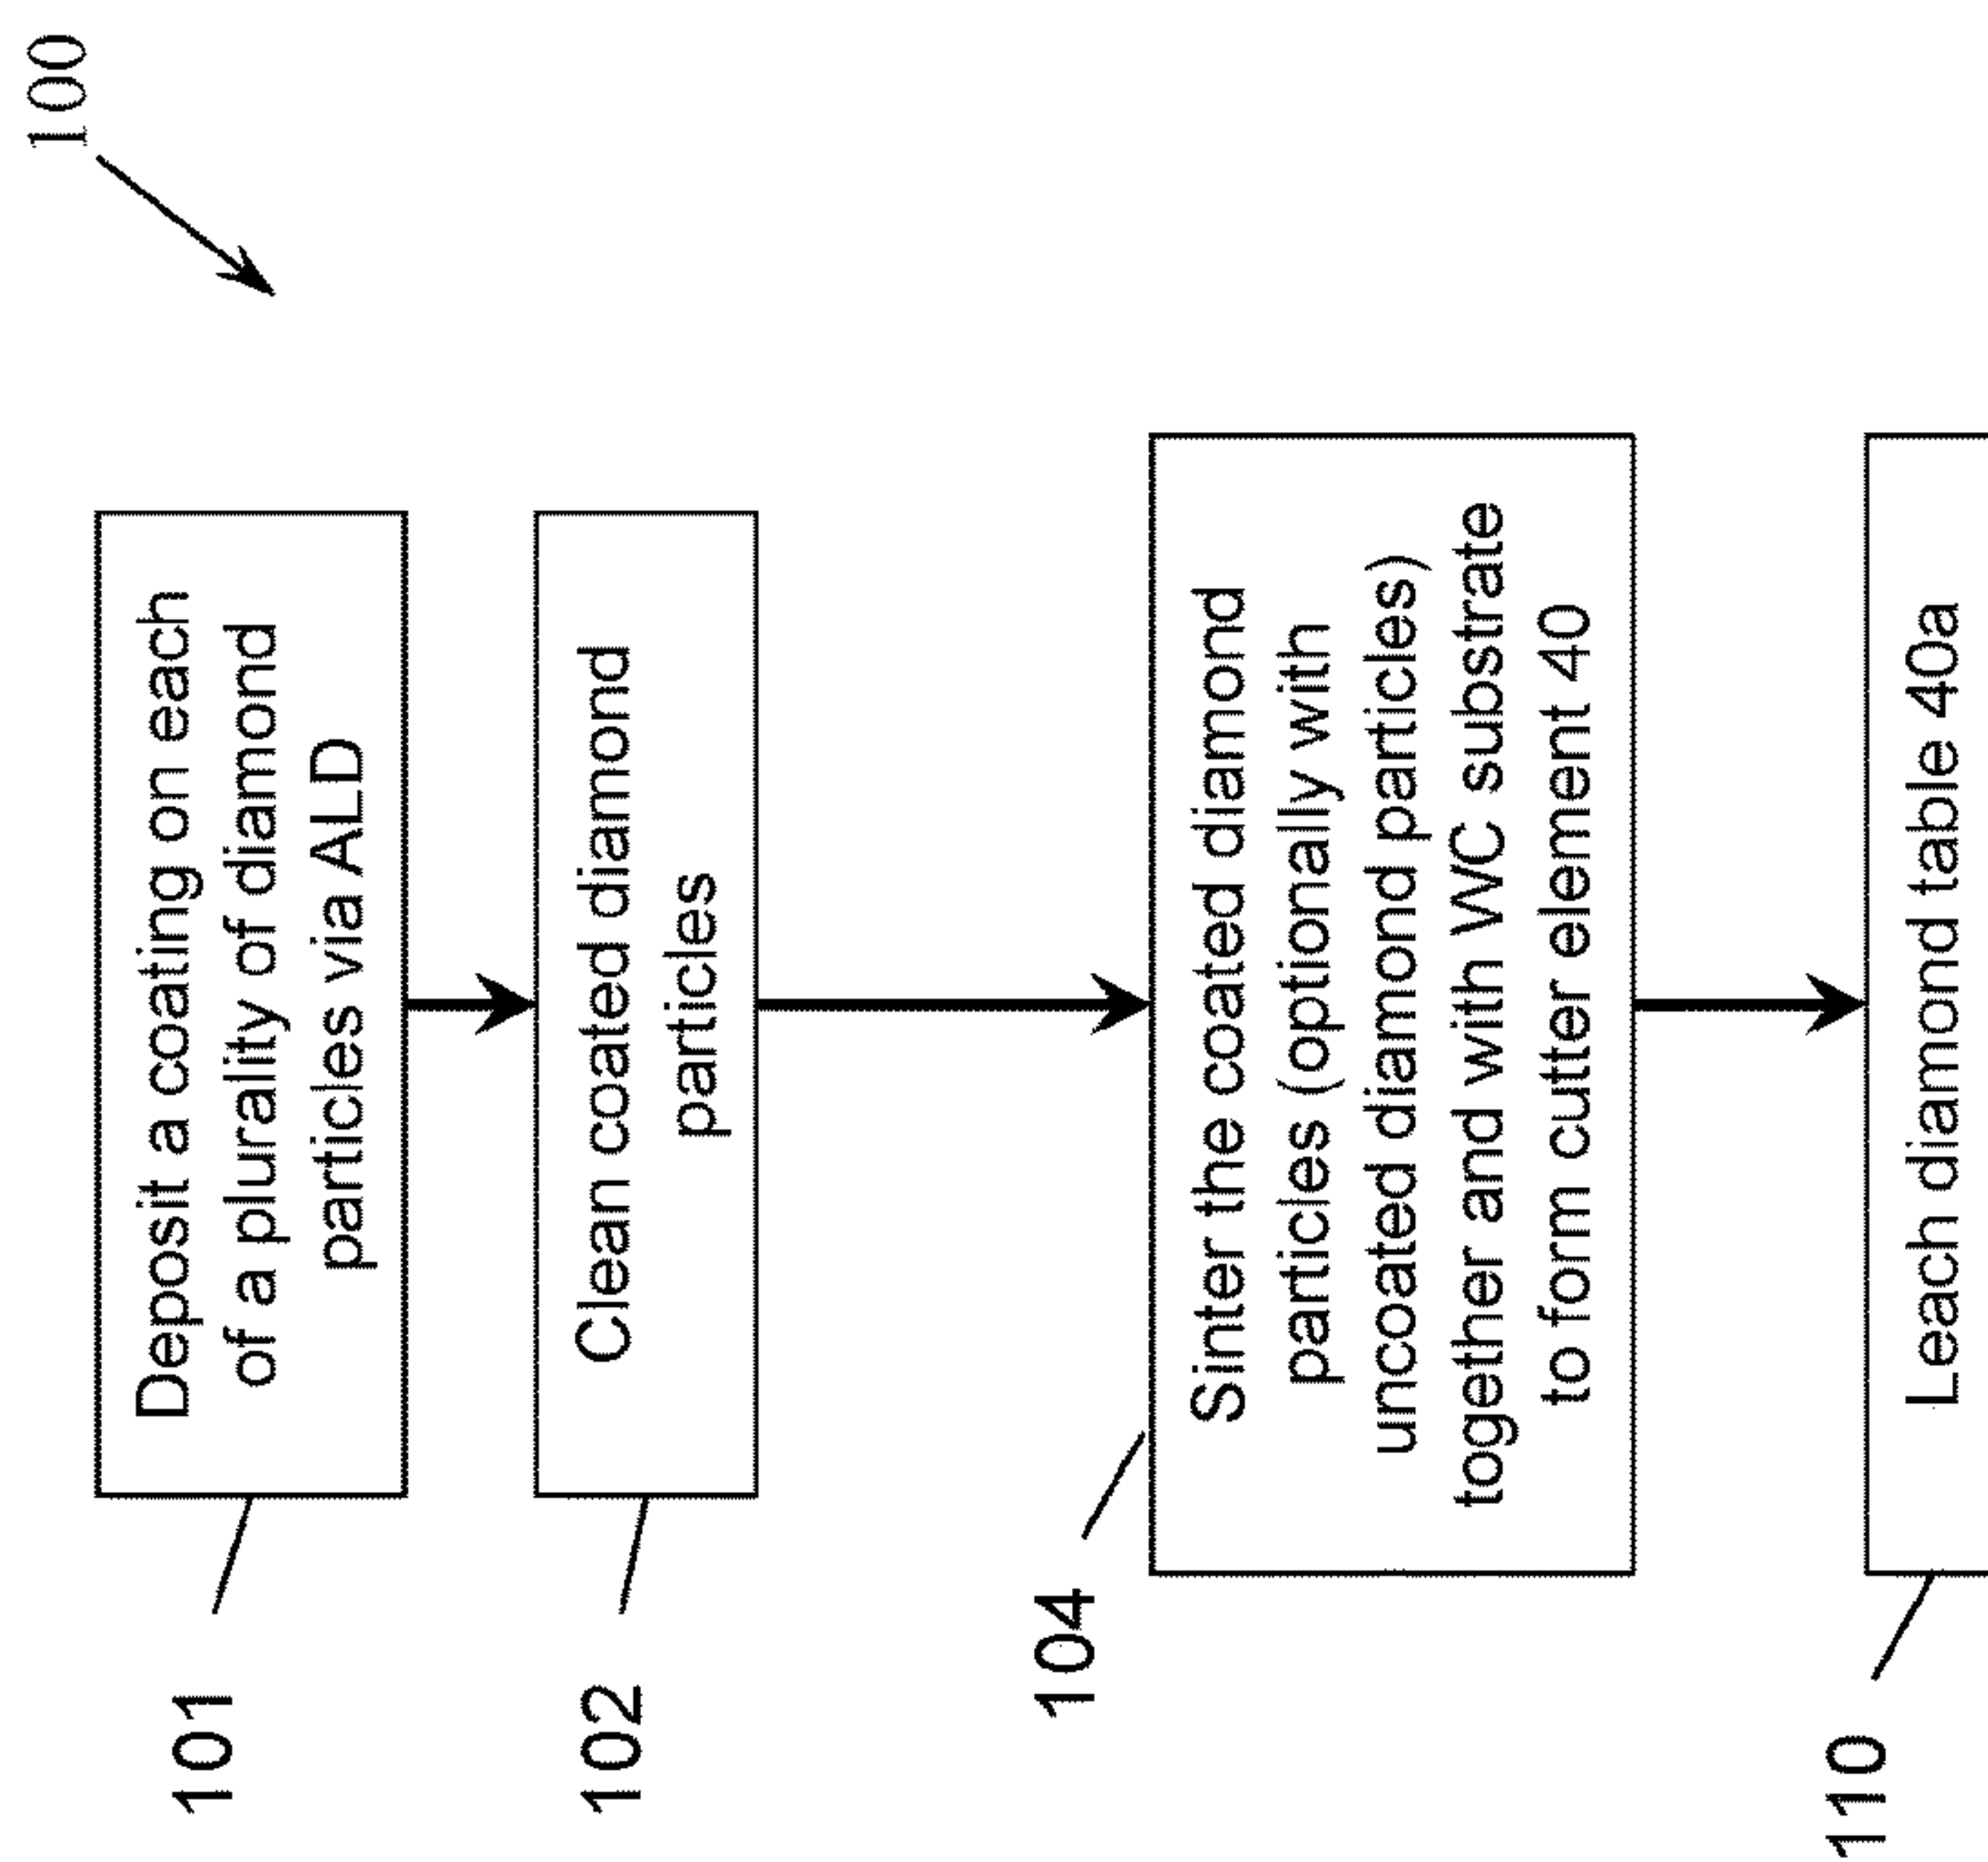 100
101
Deposit a coating on each
of a plurality of diamond
particles via ALD
102
Clean coated diamond
particles
104
Sinter the coated diamond
particles (optionally with
uncoated diamond particles)
together and with WC substrate
to form cutter element 40
110
Leach diamond table 40a